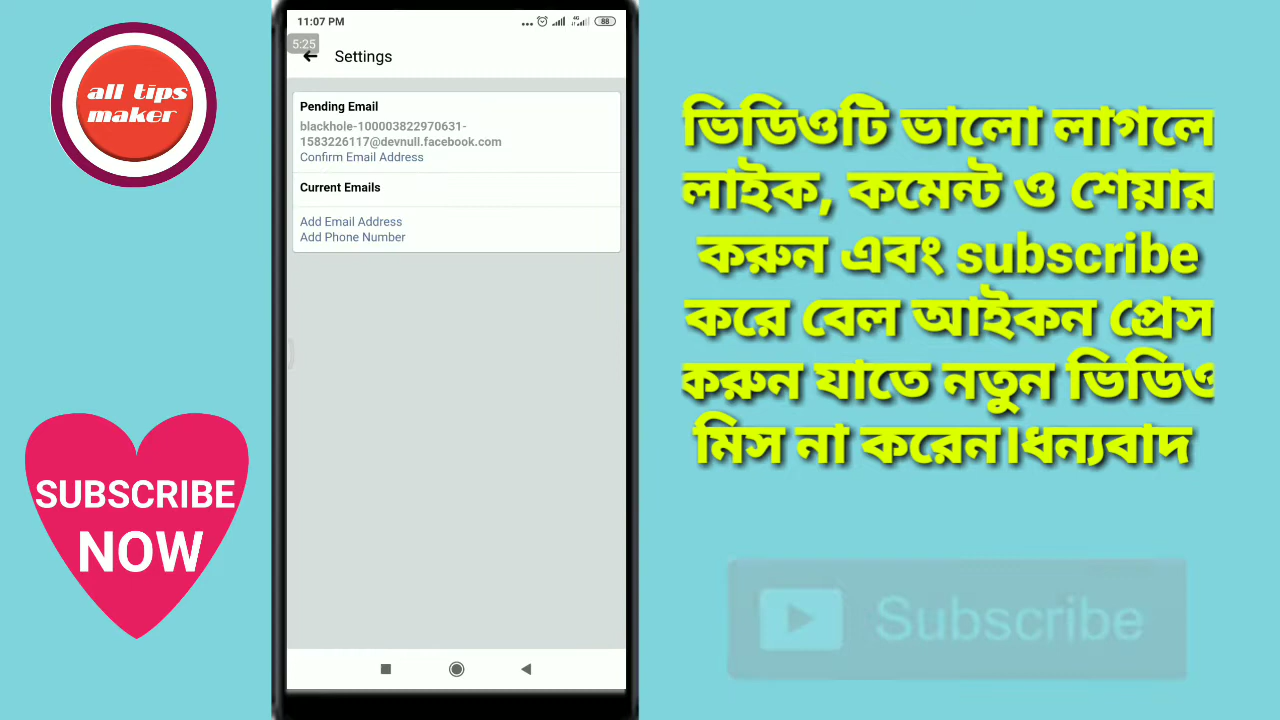 all tips
maker
SUBSCRIBE
NOW
11:07 PM
4G
88
5:25
Settings
Pending Email
blackhole-100003822970631-
1583226117@devnull.facebook.com
Confirm Email Address
Current Emails
Add Email Address
Add Phone Number
ভিডিওটি ভালো লাগলে
লাইক, কমেন্ট ও শেয়ার
করুন এবং subscribe
করে বেল আইকন প্রেস
করুন যাতে নতুন ভিডিও
মিস না করেন।ধন্যবাদ
Subscribe